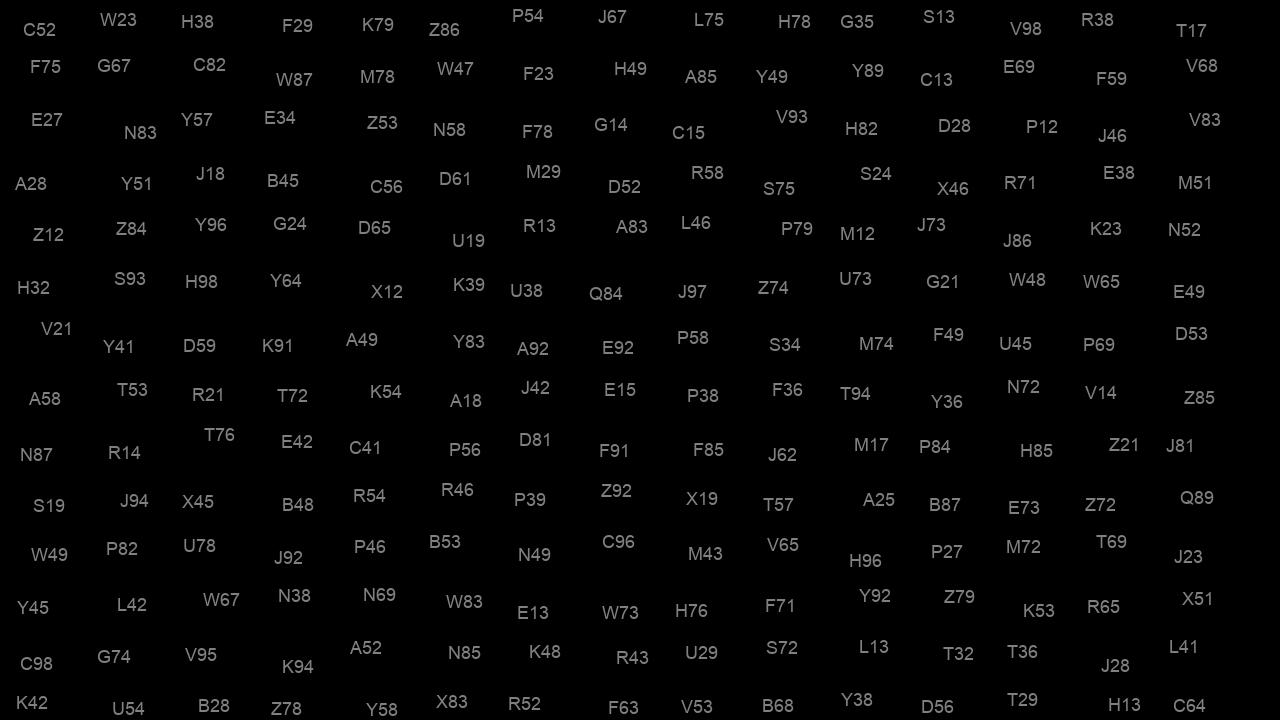 C52 W23 H38 F29 K79 Z86 P54 J67 L75 H78 G35 S13 V98 R38 T17
F75 G67 C82 W87 M78 W47 F23 H49 A85 Y49 Y89 C13 E69 F59 V68
E27 N83 Y57 E34 Z53 N58 F78 G14 C15 V93 H82 D28 P12 J46 V83
A28 Y51 J18 B45 C56 D61 M29 D52 R58 S75 S24 X46 R71 E38 M51
Z12 Z84 Y96 G24 D65 U19 R13 A83 L46 P79 M12 J73 J86 K23 N52
H32 S93 H98 Y64 X12 K39 U38 Q84 J97 Z74 U73 G21 W48 W65 E49
V21 Y41 D59 K91 A49 Y83 A92 E92 P58 S34 M74 F49 U45 P69 D53
A58 T53 R21 T72 K54 A18 J42 E15 P38 F36 T94 Y36 N72 V14 Z85
N87 R14 T76 E42 C41 P56 D81 F91 F85 J62 M17 P84 H85 Z21 J81
S19 J94 X45 B48 R54 R46 P39 Z92 X19 T57 A25 B87 E73 Z72 Q89
W49 P82 U78 J92 P46 B53 N49 C96 M43 V65 H96 P27 M72 T69 J23
Y45 L42 W67 N38 N69 W83 E13 W73 H76 F71 Y92 Z79 K53 R65 X51
C98 G74 V95 K94 A52 N85 K48 R43 U29 S72 L13 T32 T36 J28 L41
K42 U54 B28 Z78 Y58 X83 R52 F63 V53 B68 Y38 D56 T29 H13 C64